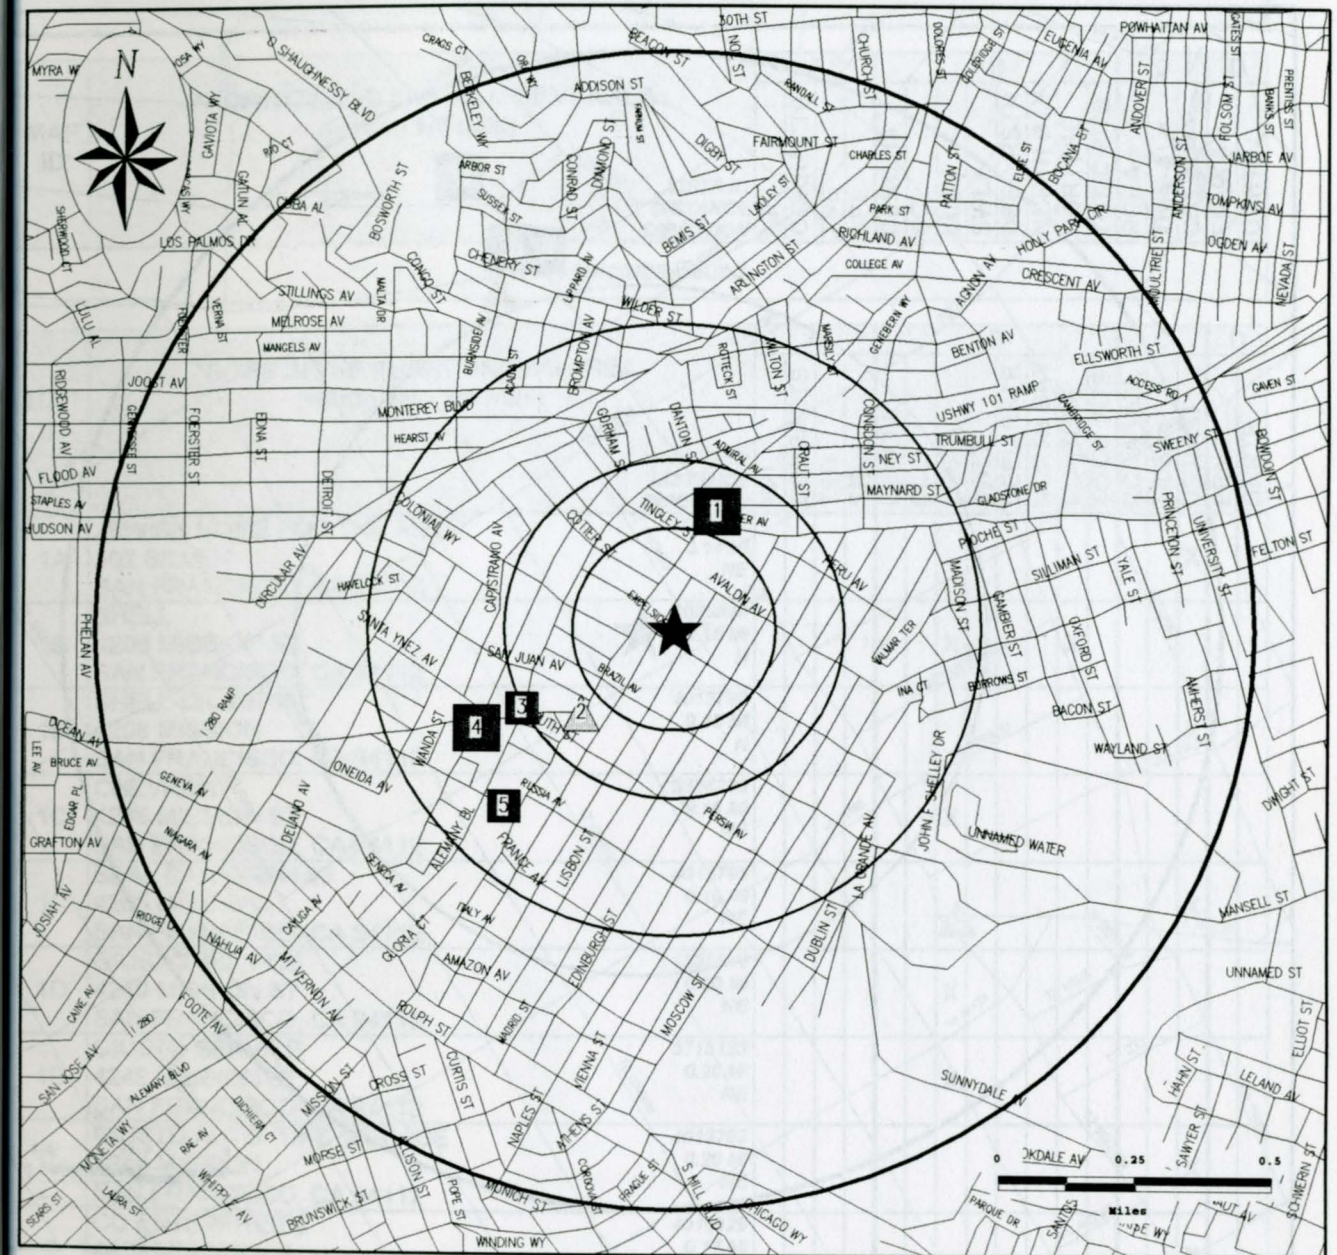 30TH ST
POWHATTAN AV
GATES ST
BEACON ST
NOE ST
CHURCH ST
DOLORES ST
EUGENIA AV
CRAGS CT
O SHAUGHNESSY BLVD
N
MYRA W
ADDISON ST
RANDALL ST
ANDOVER ST
FOLSOM ST
BANKS ST
PRENTISS ST
BERKELEY WY
GAVIOTA WY
DIGBY ST
FAIRMOUNT ST
CHARLES ST
DIAMOND ST
CONRAD ST
ARBOR ST
JARBOE AV
ELSIE ST
BOCANA ST
PATTON ST
ANDERSON ST
TOMPKINS AV
SUSSEX ST
LAIDLEY ST
PARK ST
BOSWORTH ST
CUBA AL
SHERWOOD CT
LOS PALMOS DR
BEMIS ST
RICHLAND AV
HOLLY PARK CIR
OGDEN AV
MOULTRIE ST
NEVADA ST
CHENERY ST
LIPPARD AV
ARLINGTON ST
COLLEGE AV
AGNON AV
CRESCENT AV
CONGO ST
STILLINGS AV
MALTA DR
WILDER ST
GENEBERN WY
LULU AL
VERNA ST
MELROSE AV
MANGELS AV
BURNSIDE AV
BROMPTON AV
ROTTECK ST
MILTON ST
MARSILY ST
BENTON AV
ELLSWORTH ST
RIDGEWOOD AV
JOOST AV
ACADIA ST
USHWY 101 RAMP
ACCESS RD 1
GAVEN ST
GENNESSEE ST
FOERSTER ST
EDNA ST
MONTEREY BLVD
HEARST AV
GORHAM ST
DANTON ST
ADMIRAL AV
CRAUT ST
CONGDON ST
TRUMBULL ST
CAMBRIDGE ST
SWEENY ST
BOWDOIN ST
FLOOD AV
DETROIT ST
NEY ST
STAPLES AV
MAYNARD ST
GLADSTONE DR
HUDSON AV
COLONIAL WY
COTTER ST
TINGLEY ST
1
ER AV
PIOCHE ST
PRINCETON ST
UNIVERSITY ST
FELTON ST
CAPISTRANO AV
CIRCULAR AV
HAVELOCK ST
PERU AV
SILLIMAN ST
YALE ST
AVALON AV
MADISON ST
CAMBIER ST
OXFORD ST
PHELAN AV
SANTA YNEZ AV
SAN JUAN AV
VALMAR TER
BRAZIL AV
INA CT
BURROWS ST
BACON ST
AMHERST ST
I 280 RAMP
OCEAN AV
LEE AV
BRUCE AV
3
2
4
WANDA ST
WAYLAND ST
JOHN F SHELLEY DR
GENEVA AV
EDGAR PL
ONEIDA AV
5
RUSSIA AV
PERSIA AV
DWIGHT ST
GRAFTON AV
NIAGARA AV
DELANO AV
ALEMANY BL
FRANCE AV
LISBON ST
LA GRANDE AV
UNNAMED WATER
SENECA AV
JOSIAH AV
CAYUGA AV
ITALY AV
MANSELL ST
NAHUA AV
GLORIA CT
EDINBURGH ST
DUBLIN ST
MT VERNON AV
AMAZON AV
UNNAMED ST
CAINE AV
I 280
FOOTE AV
ROLPH ST
MADRID ST
MOSCOW ST
ELLIOT ST
SAN JOSE AV
ALEMANY BLVD
MISSION ST
CROSS ST
CURTIS ST
VIENNA ST
SUNNYDALE AV
HAHN ST
LELAND AV
DICHIERA CT
MONETA WY
RAE AV
NAPLES ST
ATHENS ST
SAWYER ST
MORSE ST
ELLISON ST
0 0.25 0.5
Miles
WHIPPLE AV
LAURA ST
CORDOVA ST
PRAGUE ST
S HILL BLVD
SOWERIN ST
BRUNSWICK ST
POPE ST
MUNICH ST
CHICAGO WY
PARQUE DR
SEARS S
SANTOS
WINDING WY